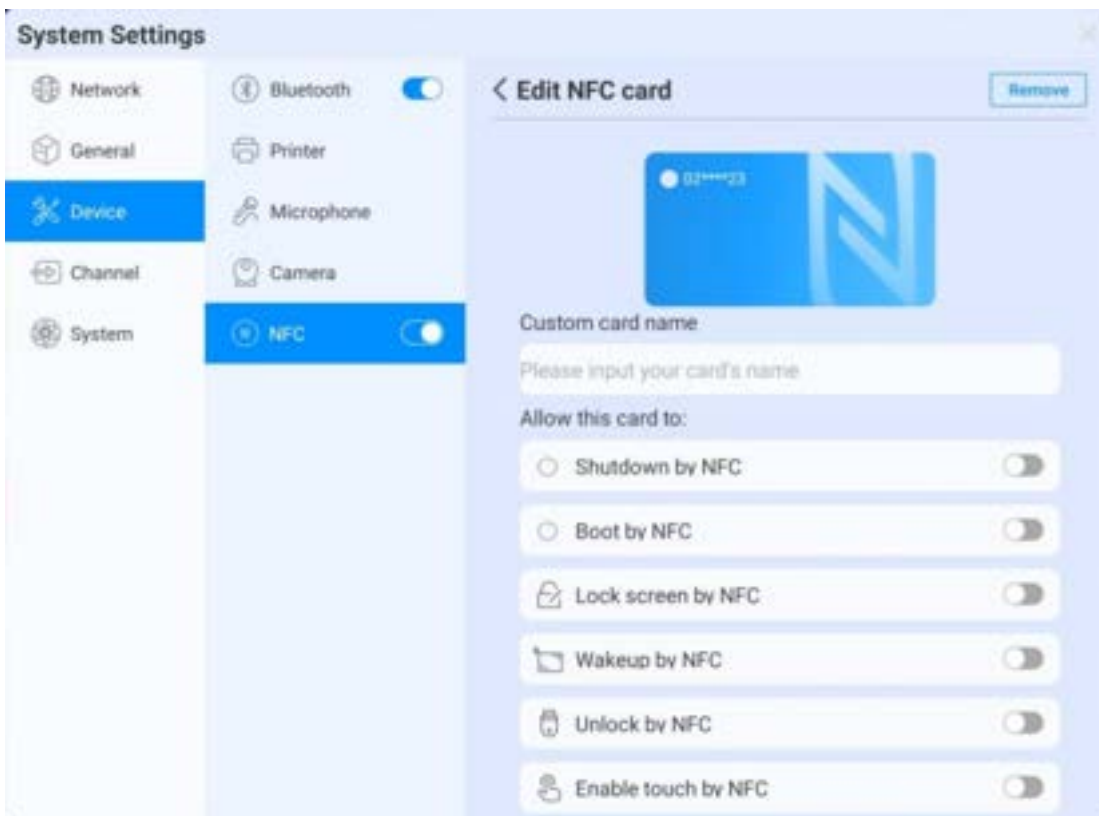 System Settings
Network
General
Device
Channel
System
Bluetooth
Printer
Microphone
Camera
NFC
Edit NFC card
Remove
02****23
Custom card name
Please input your card's name
Allow this card to:
Shutdown by NFC
Boot by NFC
Lock screen by NFC
Wakeup by NFC
Unlock by NFC
Enable touch by NFC